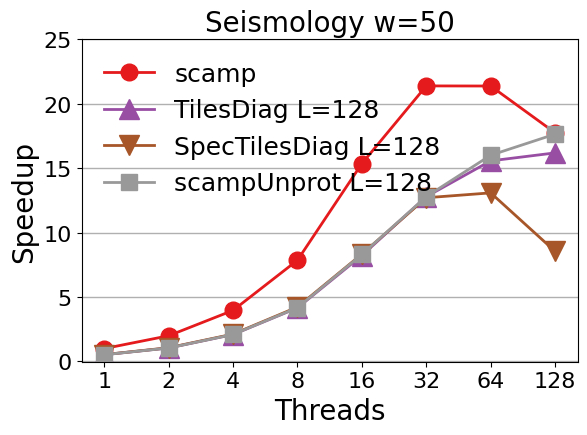 Seismology w=50
25
20
15
10
5
0
Speedup
scamp
TilesDiag L=128
SpecTilesDiag L=128
scampUnprot L=128
1 2 4 8 16 32 64 128
Threads